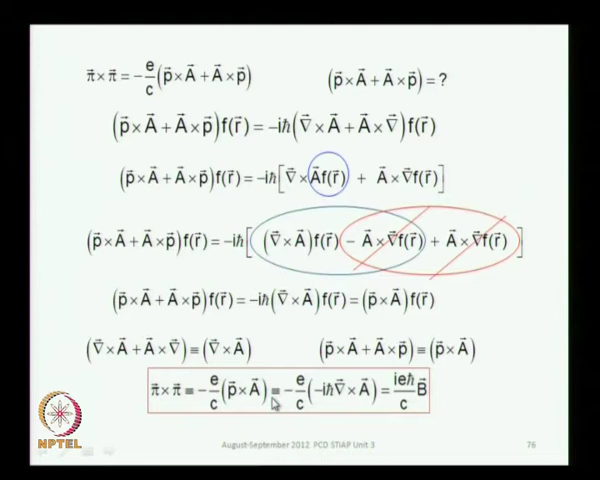 π⃗×π⃗ = −e/c(p⃗×A⃗+A⃗×p⃗) (p⃗×A⃗+A⃗×p⃗)=?
(p⃗×A⃗+A⃗×p⃗)f(r⃗)=−iℏ(∇⃗×A⃗+A⃗×∇⃗)f(r⃗)
(p⃗×A⃗+A⃗×p⃗)f(r⃗)=−iℏ[∇⃗×A⃗f(r⃗) + A⃗×∇⃗f(r⃗)]
(p⃗×A⃗+A⃗×p⃗)f(r⃗)=−iℏ[(∇⃗×A⃗)f(r⃗)−A⃗×∇⃗f(r⃗)+A⃗×∇⃗f(r⃗)]
(p⃗×A⃗+A⃗×p⃗)f(r⃗)=−iℏ(∇⃗×A⃗)f(r⃗)=(p⃗×A⃗)f(r⃗)
(∇⃗×A⃗+A⃗×∇⃗)≡(∇⃗×A⃗) (p⃗×A⃗+A⃗×p⃗)≡(p⃗×A⃗)
π⃗×π⃗ ≡ −e/c(p⃗×A⃗) ≡ −e/c(−iℏ∇⃗×A⃗) = ieℏ/c B⃗
NPTEL
August-September 2012 PCD STIAP Unit 3 76